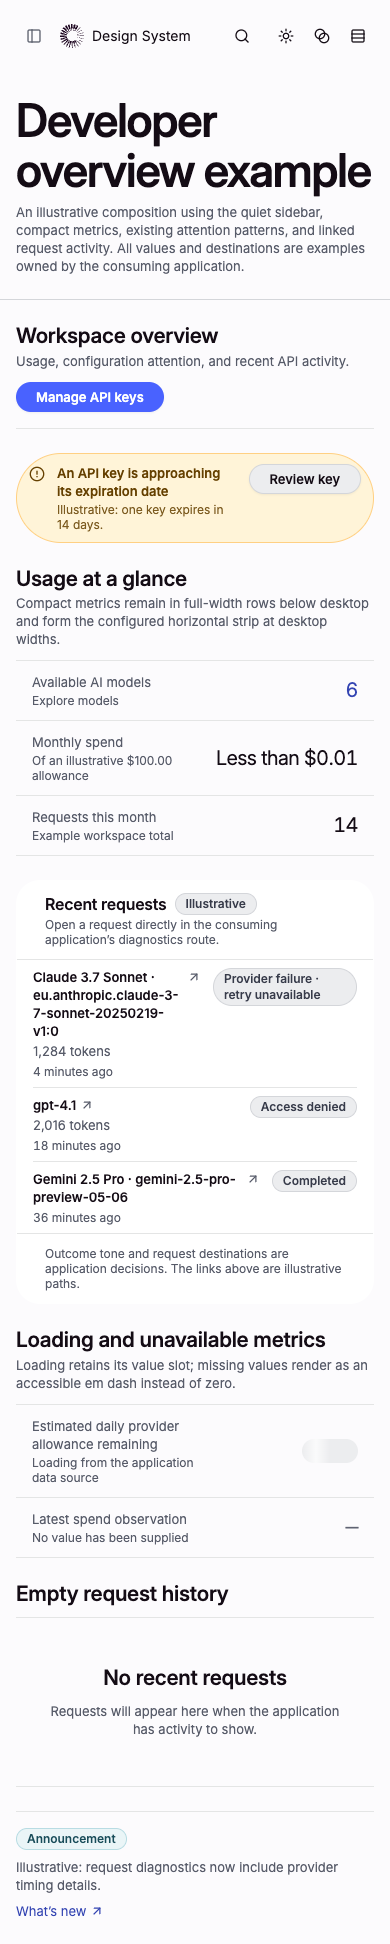 Design System
Developer
overview example
An illustrative composition using the quiet sidebar,
compact metrics, existing attention patterns, and linked
request activity. All values and destinations are examples
owned by the consuming application.
Workspace overview
Usage, configuration attention, and recent API activity.
Manage API keys
An API key is approaching
its expiration date
Illustrative: one key expires in
14 days.
Review key
Usage at a glance
Compact metrics remain in full-width rows below desktop
and form the configured horizontal strip at desktop
widths.
Available AI models
Explore models
6
Monthly spend
Of an illustrative $100.00
allowance
Less than $0.01
Requests this month
Example workspace total
14
Recent requests
Illustrative
Open a request directly in the consuming
application’s diagnostics route.
Claude 3.7 Sonnet ·
eu.anthropic.claude-3-
7-sonnet-20250219-
v1:0
1,284 tokens
4 minutes ago
Provider failure ·
retry unavailable
gpt-4.1
2,016 tokens
18 minutes ago
Access denied
Gemini 2.5 Pro · gemini-2.5-pro-
preview-05-06
36 minutes ago
Completed
Outcome tone and request destinations are
application decisions. The links above are illustrative
paths.
Loading and unavailable metrics
Loading retains its value slot; missing values render as an
accessible em dash instead of zero.
Estimated daily provider
allowance remaining
Loading from the application
data source
Latest spend observation
No value has been supplied
—
Empty request history
No recent requests
Requests will appear here when the application
has activity to show.
Announcement
Illustrative: request diagnostics now include provider
timing details.
What’s new